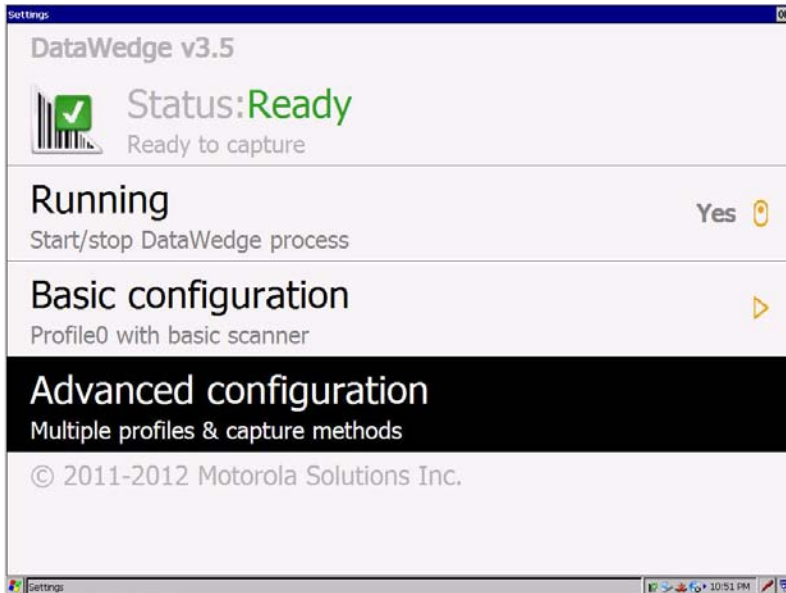 Settings
DataWedge v3.5
Status:Ready
Ready to capture
Running
Yes
Start/stop DataWedge process
Basic configuration
Profile0 with basic scanner
Advanced configuration
Multiple profiles & capture methods
© 2011-2012 Motorola Solutions Inc.
Settings
10:51 PM